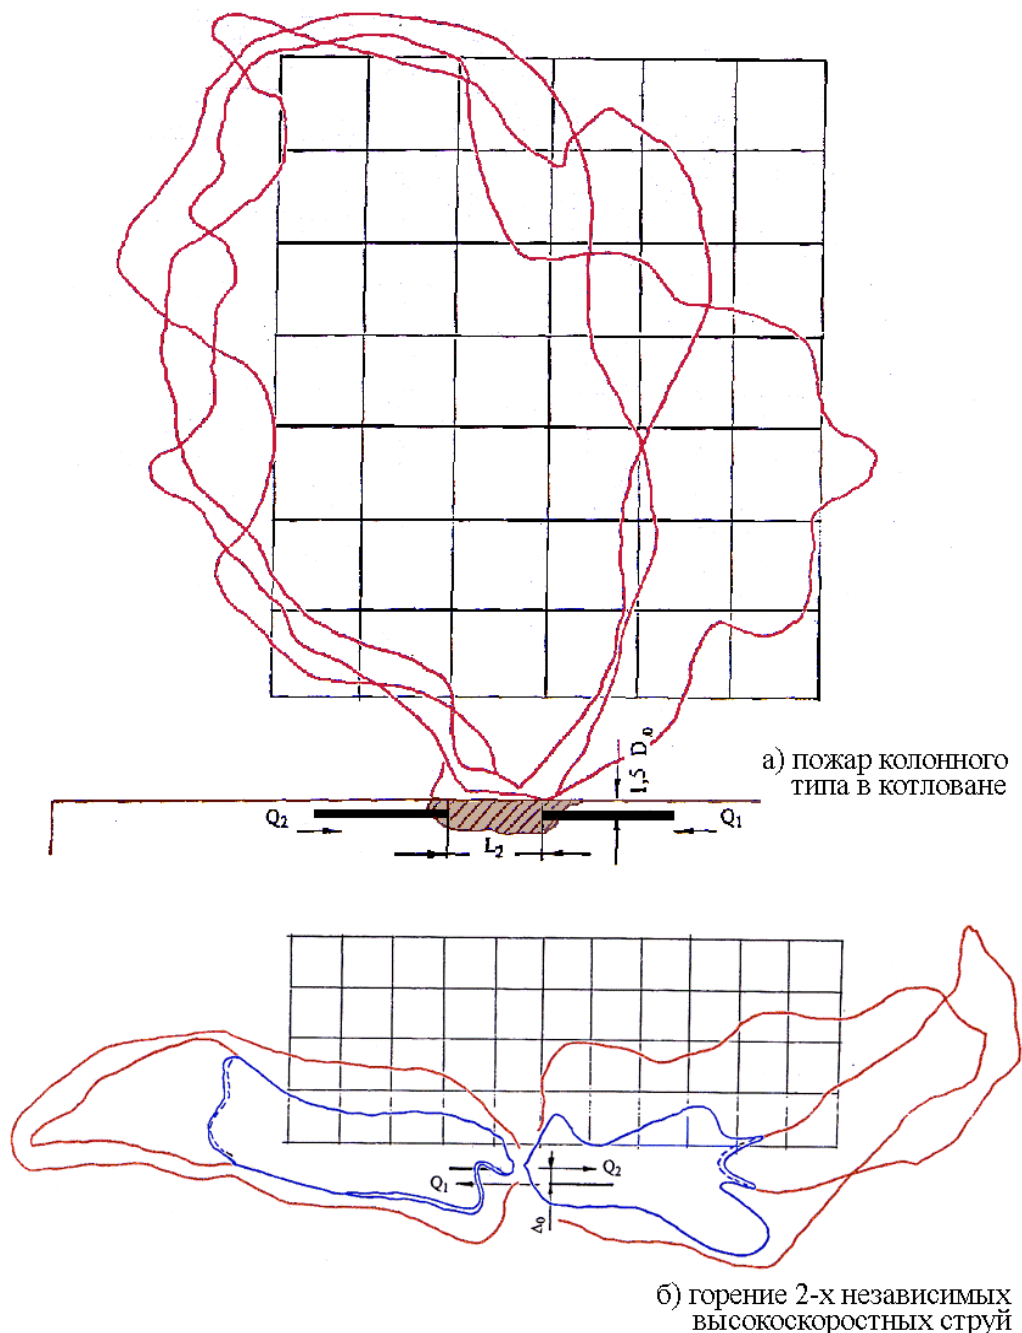 1,5 D₀
а) пожар колонного
типа в котловане
Q₂
Q₁
L₂
Q₁
Q₂
Δ₀
б) горение 2-х независимых
высокоскоростных струй